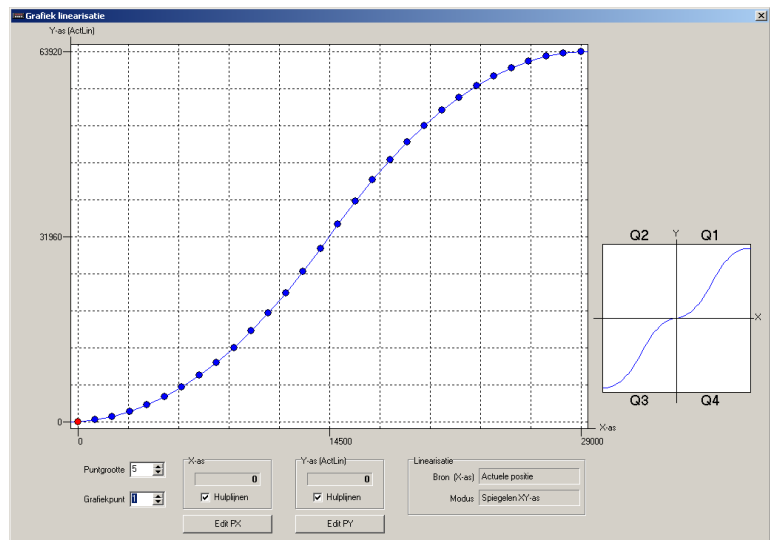 Grafiek linearisatie
Y-as (ActLin)
63920
31960
0
0
14500
29000
X-as
Q2 Y Q1
X
Q3 Q4
Puntgrootte 5
Grafiekpunt 1
X-as
0
Hulplijnen
Edit PX
Y-as (ActLin)
0
Hulplijnen
Edit PY
Linearisatie
Bron (X-as) Actuele positie
Modus Spiegelen XY-as